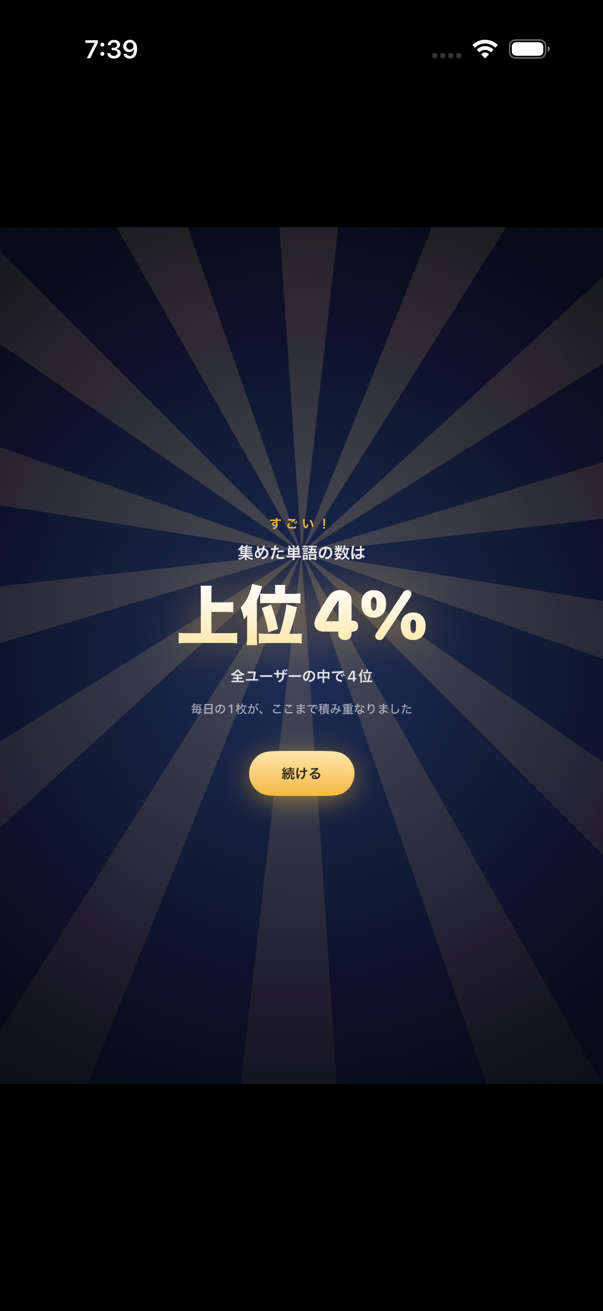 7:39
すごい！
集めた単語の数は
上位4%
全ユーザーの中で4位
毎日の1枚が、ここまで積み重なりました
続ける